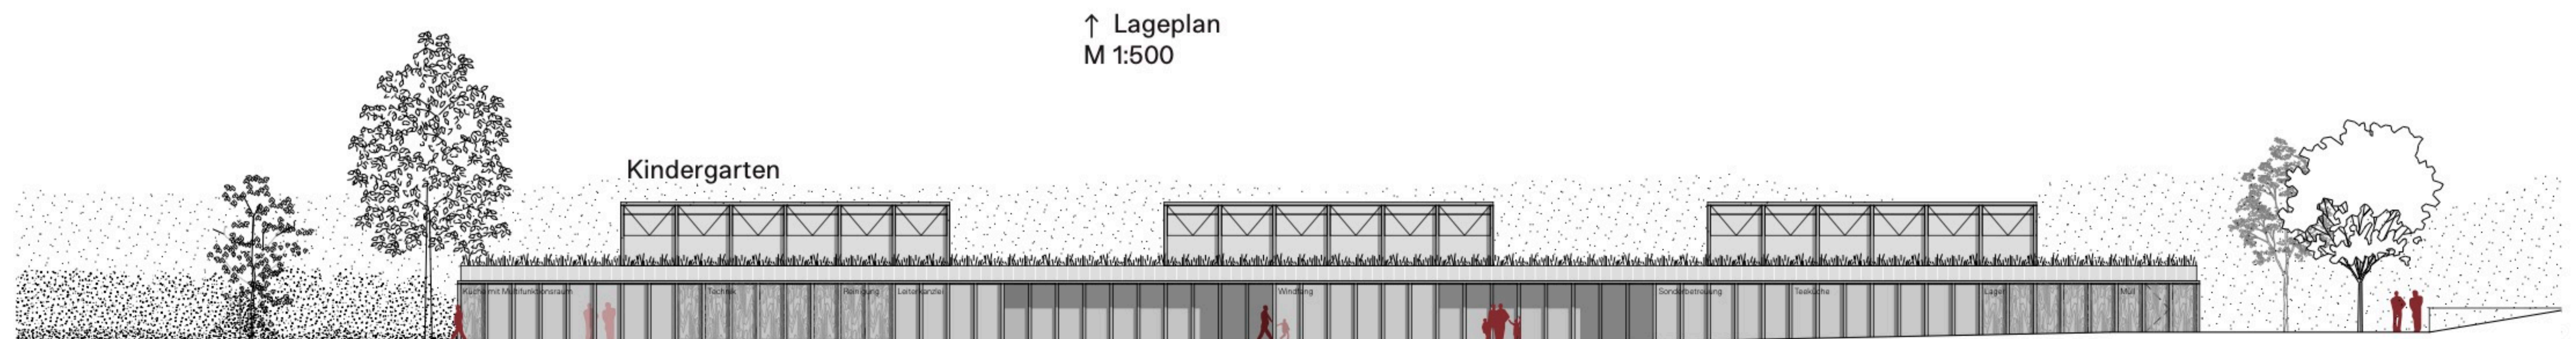 ↑ Lageplan
M 1:500
Kindergarten
Küche mit Multifunktionsraum
Technik
Reinigung
Leiterkanzlei
Windfang
Sonderbetreuung
Teeküche
Lager
Müll